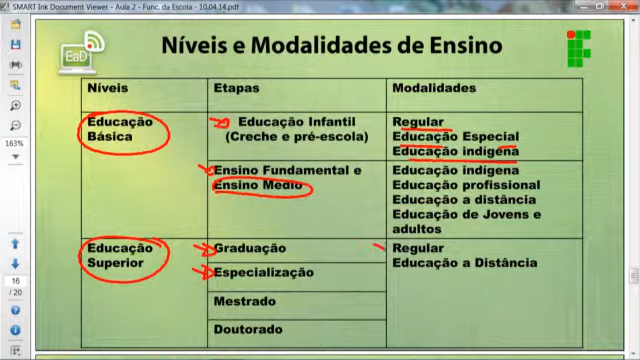 SMART Ink Document Viewer - Aula 2 - Func. da Escola - 10.04.14.pdf
EaD
Níveis e Modalidades de Ensino
Níveis
Etapas
Modalidades
Educação
Básica
Educação Infantil
(Creche e pré-escola)
Regular
Educação Especial
Educação indígena
Ensino Fundamental e
Ensino Médio
Educação indígena
Educação profissional
Educação a distância
Educação de Jovens e
adultos
Educação
Superior
Graduação
Especialização
Mestrado
Doutorado
Regular
Educação a Distância
163%
16
/ 20